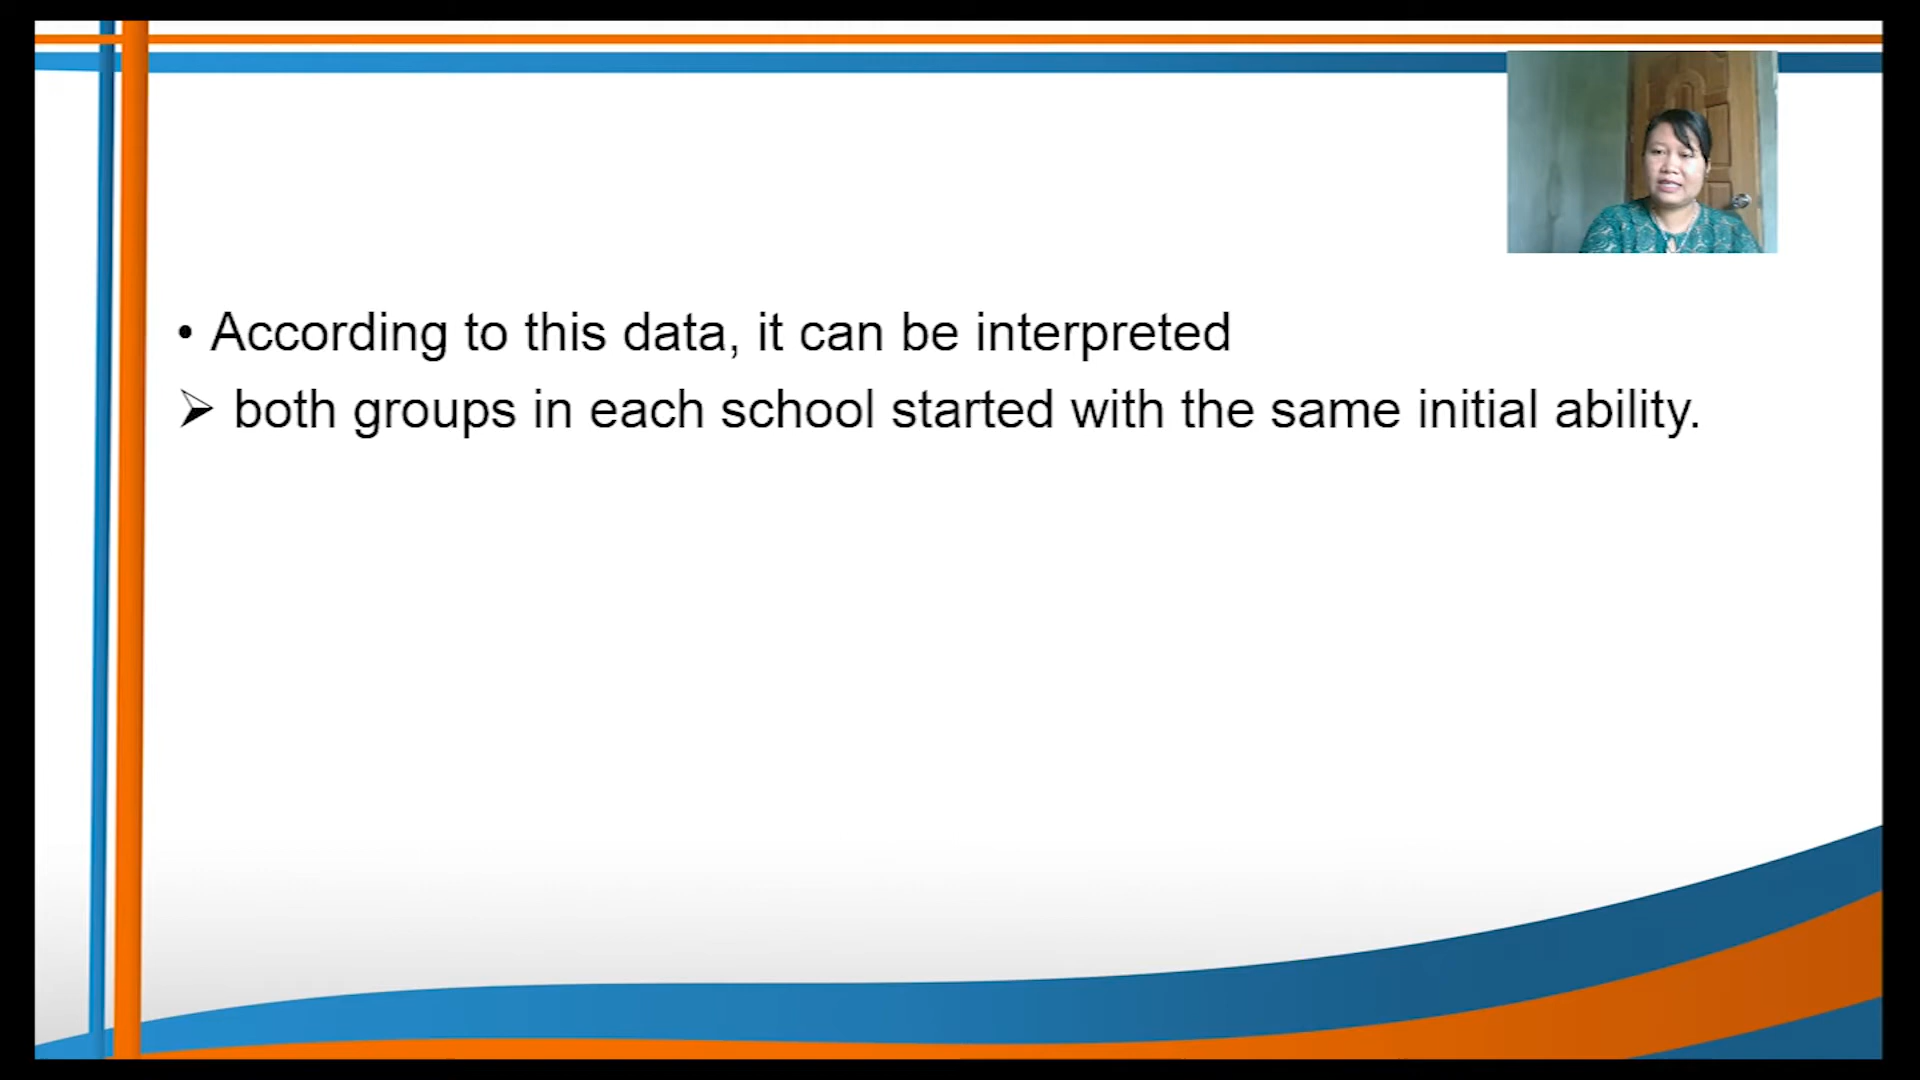 • According to this data, it can be interpreted
➢ both groups in each school started with the same initial ability.